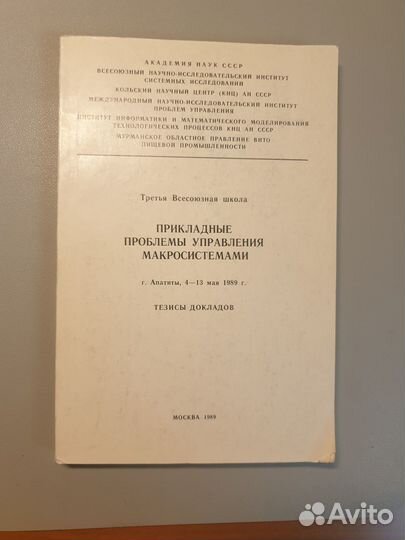 АКАДЕМИЯ НАУК СССР
ВСЕСОЮЗНЫЙ НАУЧНО-ИССЛЕДОВАТЕЛЬСКИЙ ИНСТИТУТ
СИСТЕМНЫХ ИССЛЕДОВАНИЙ
КОЛЬСКИЙ НАУЧНЫЙ ЦЕНТР (КНЦ) АН СССР
МЕЖДУНАРОДНЫЙ НАУЧНО-ИССЛЕДОВАТЕЛЬСКИЙ ИНСТИТУТ
ПРОБЛЕМ УПРАВЛЕНИЯ
ИНСТИТУТ ИНФОРМАТИКИ И МАТЕМАТИЧЕСКОГО МОДЕЛИРОВАНИЯ
ТЕХНОЛОГИЧЕСКИХ ПРОЦЕССОВ КНЦ АН СССР
МУРМАНСКОЕ ОБЛАСТНОЕ ПРАВЛЕНИЕ ВНТО
ПИЩЕВОЙ ПРОМЫШЛЕННОСТИ
Третья Всесоюзная школа
ПРИКЛАДНЫЕ
ПРОБЛЕМЫ УПРАВЛЕНИЯ
МАКРОСИСТЕМАМИ
г. Апатиты, 4—13 мая 1989 г.
ТЕЗИСЫ ДОКЛАДОВ
МОСКВА 1989
Avito